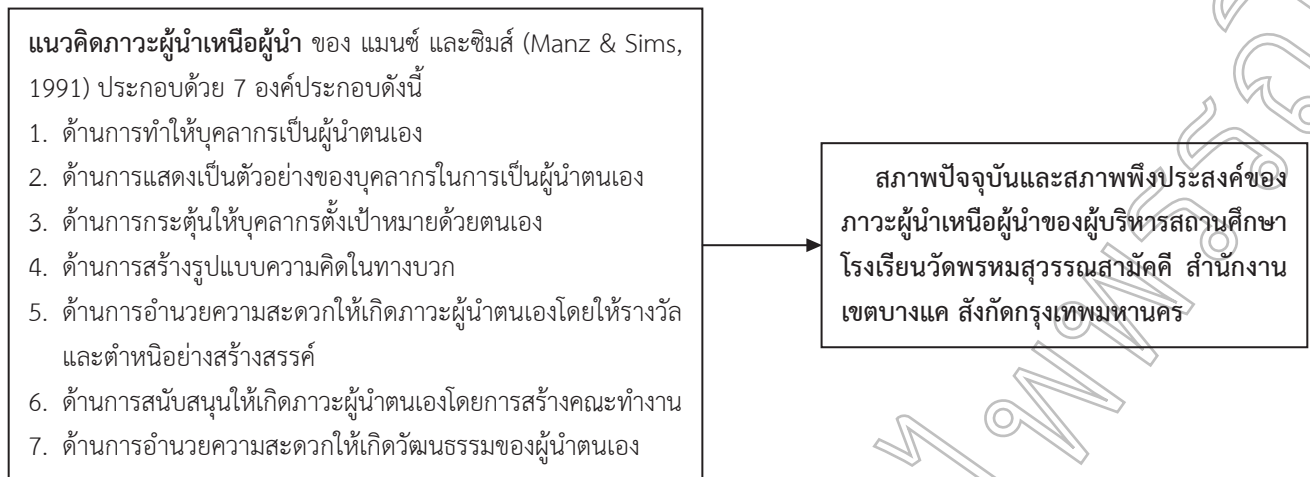 แนวคิดภาวะผู้นำเหนือผู้นำ ของ แมนซ์ และซิมส์ (Manz & Sims,
1991) ประกอบด้วย 7 องค์ประกอบดังนี้
1. ด้านการทำให้บุคลากรเป็นผู้นำตนเอง
2. ด้านการแสดงเป็นตัวอย่างของบุคลากรในการเป็นผู้นำตนเอง
3. ด้านการกระตุ้นให้บุคลากรตั้งเป้าหมายด้วยตนเอง
4. ด้านการสร้างรูปแบบความคิดในทางบวก
5. ด้านการอำนวยความสะดวกให้เกิดภาวะผู้นำตนเองโดยให้รางวัล
และตำหนิอย่างสร้างสรรค์
6. ด้านการสนับสนุนให้เกิดภาวะผู้นำตนเองโดยการสร้างคณะทำงาน
7. ด้านการอำนวยความสะดวกให้เกิดวัฒนธรรมของผู้นำตนเอง
สภาพปัจจุบันและสภาพพึงประสงค์ของ
ภาวะผู้นำเหนือผู้นำของผู้บริหารสถานศึกษา
โรงเรียนวัดพรหมสุวรรณสามัคคี สำนักงาน
เขตบางแค สังกัดกรุงเทพมหานคร